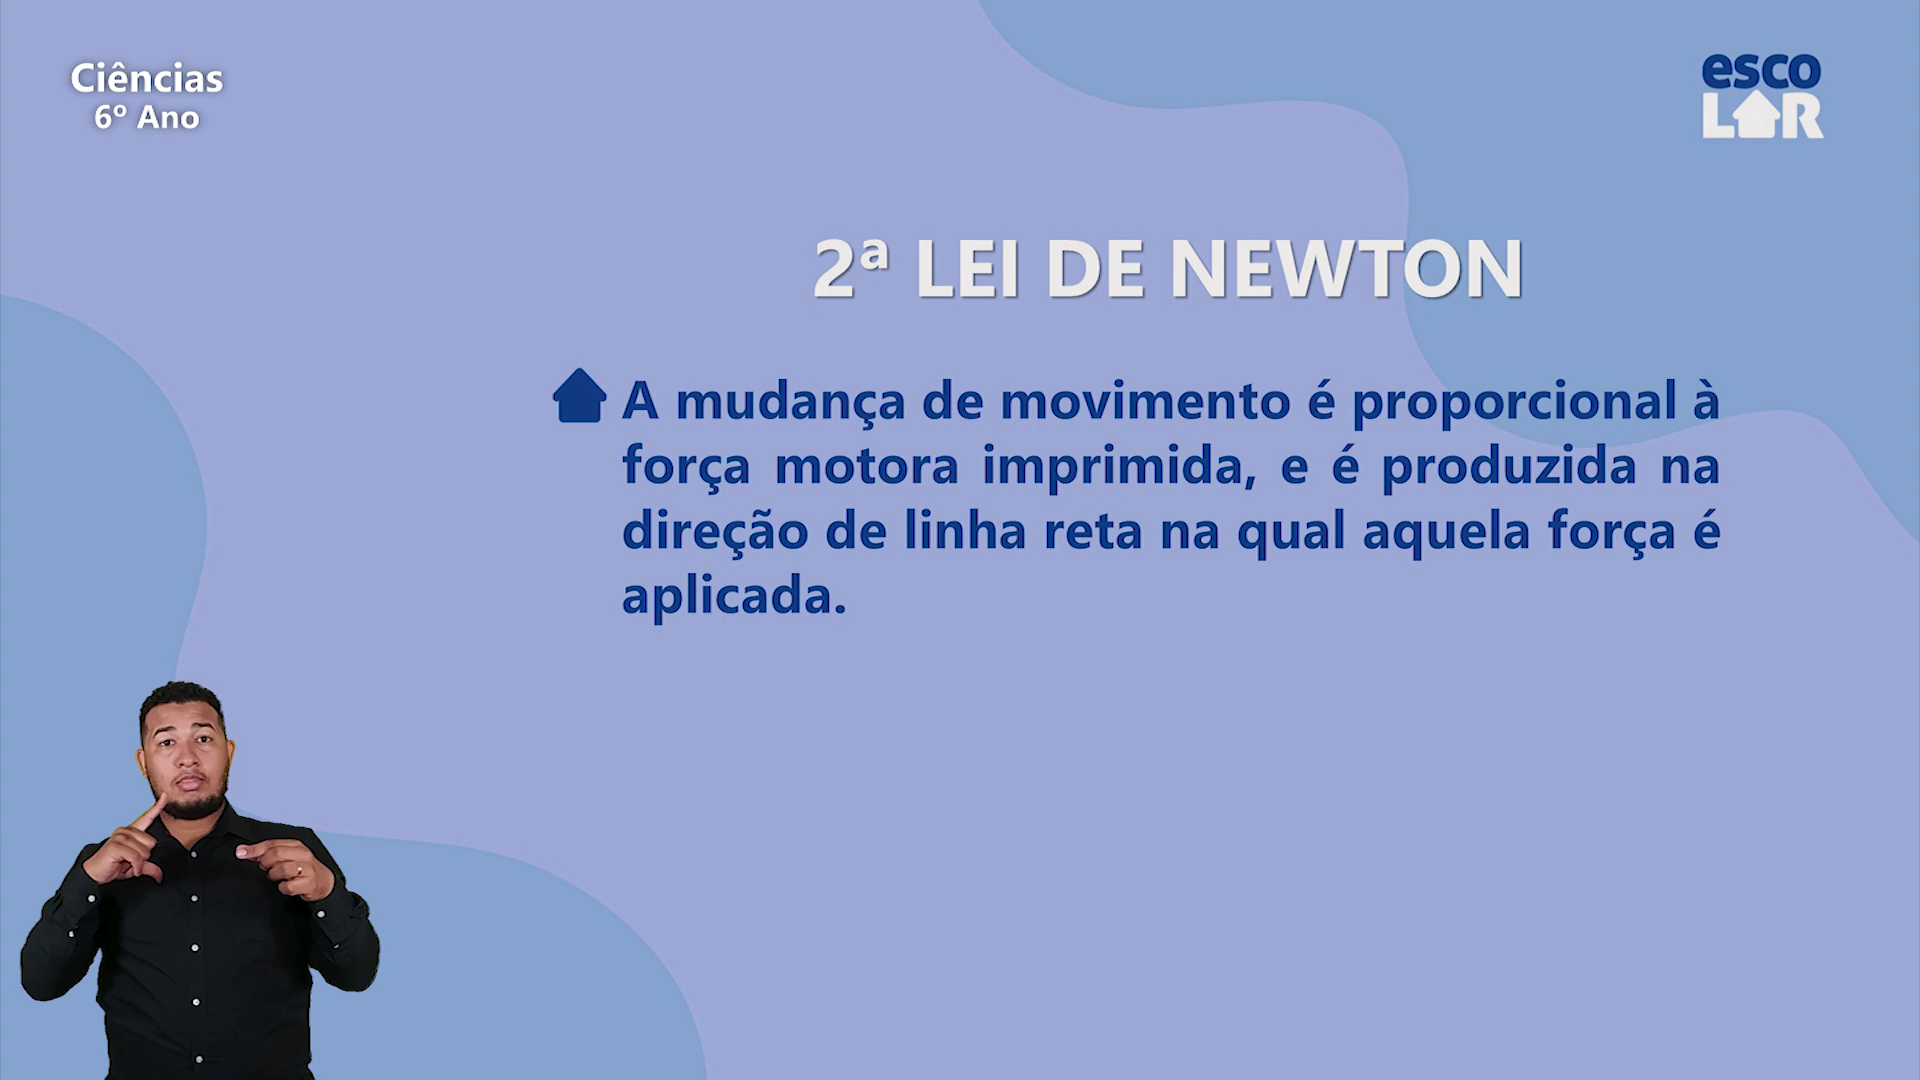 Ciências
6º Ano
esco
LAR
2ª LEI DE NEWTON
A mudança de movimento é proporcional à
força motora imprimida, e é produzida na
direção de linha reta na qual aquela força é
aplicada.